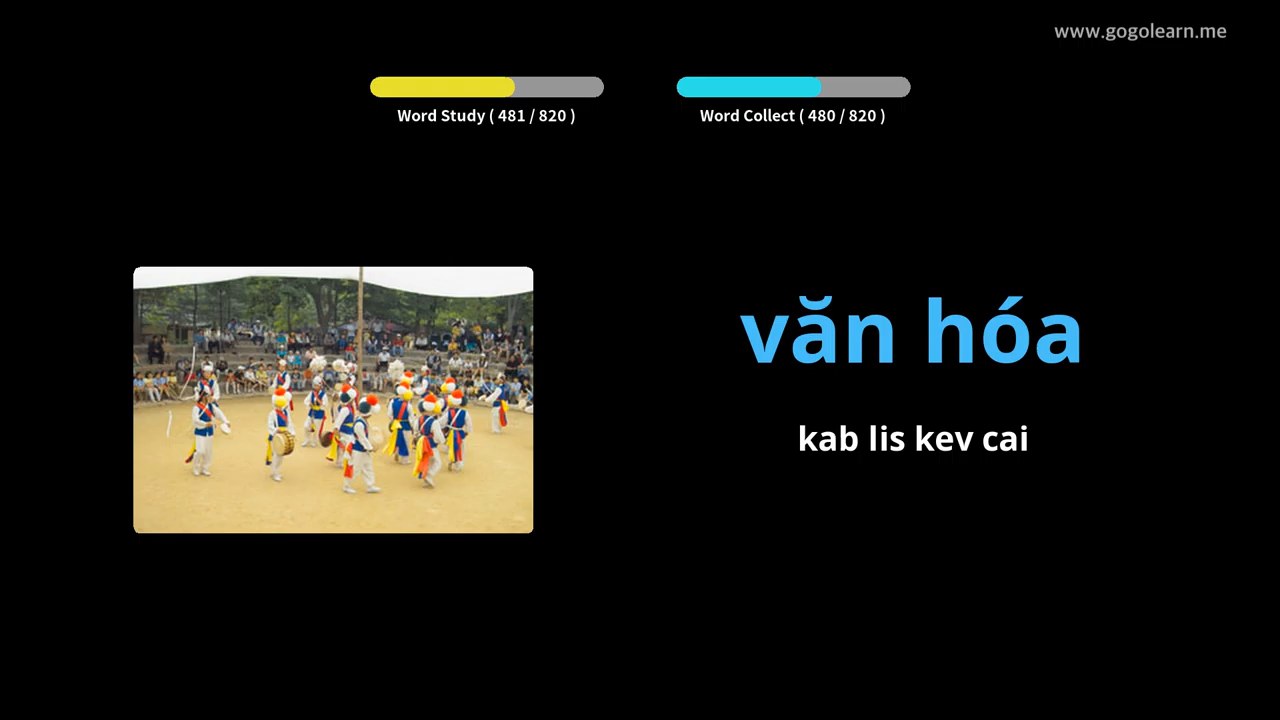 www.gogolearn.me
Word Study ( 481 / 820 )
Word Collect ( 480 / 820 )
văn hóa
kab lis kev cai